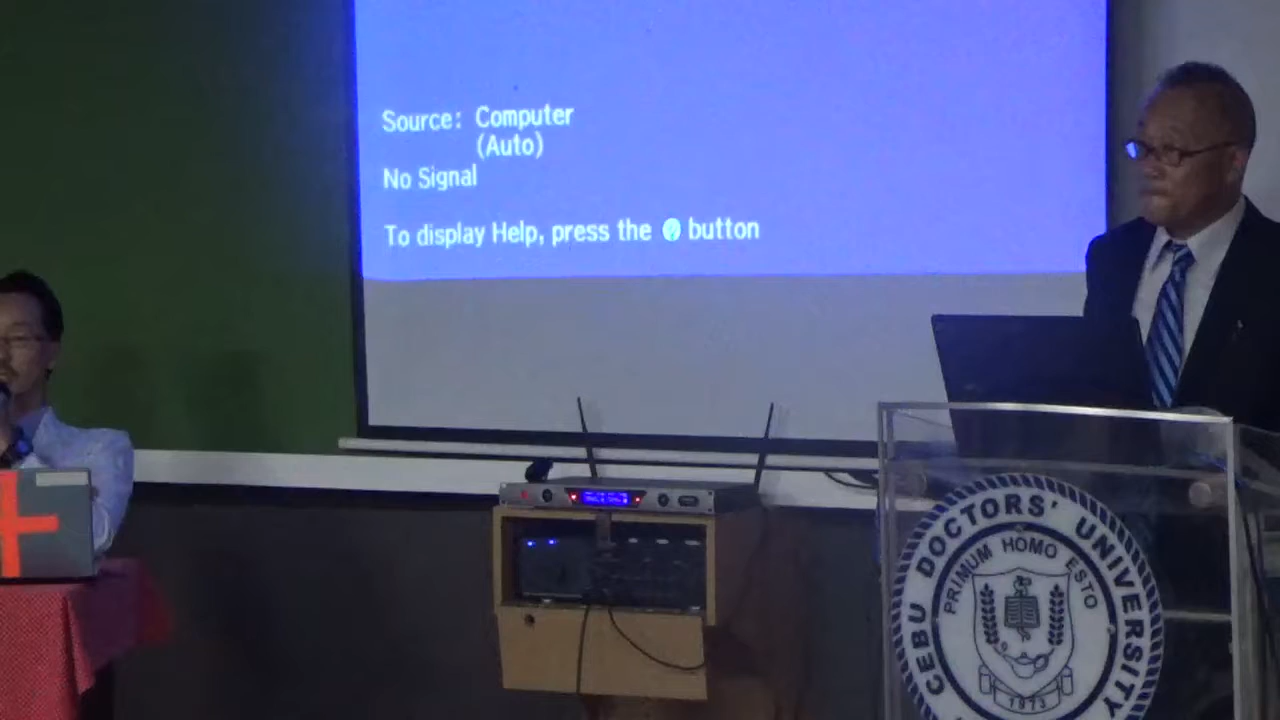 Source: Computer
(Auto)
No Signal
To display Help, press the ? button
CEBU DOCTORS' UNIVERSITY
PRIMUM HOMO ESTO
1973